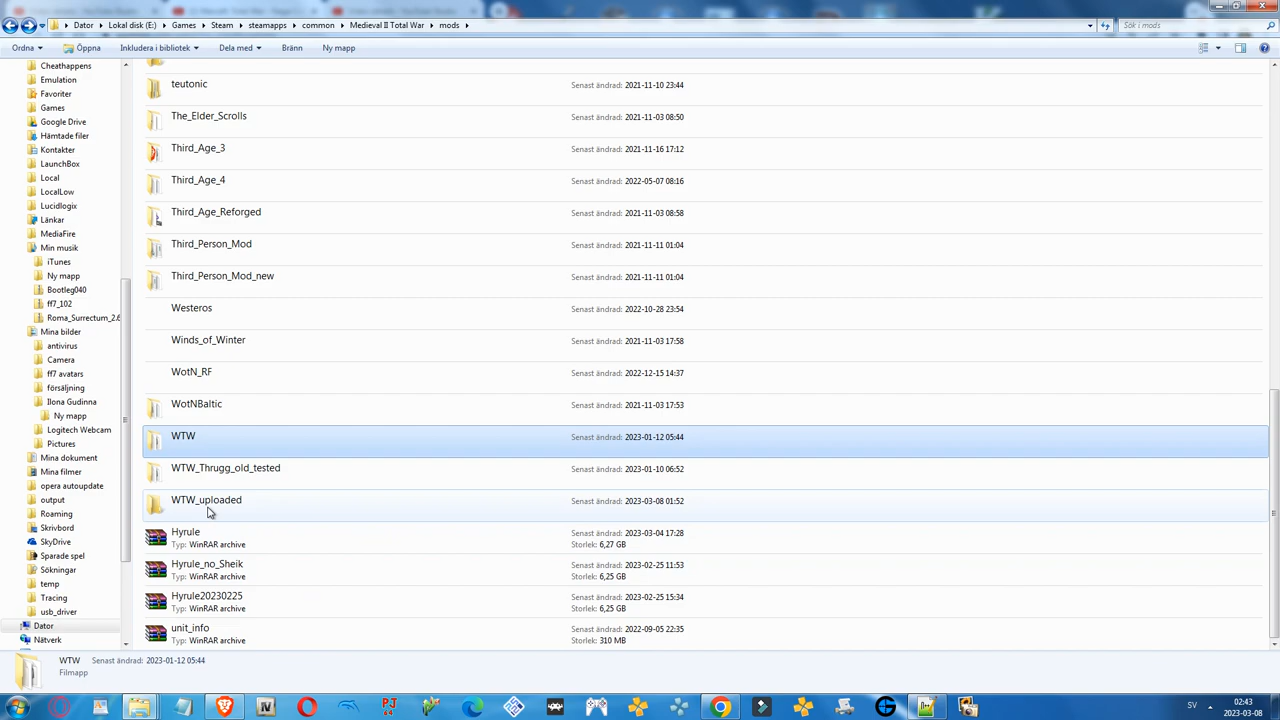 Dator ▸ Lokal disk (E:) ▸ Games ▸ Steam ▸ steamapps ▸ common ▸ Medieval II Total War ▸ mods ▸
Sök i mods
Ordna
Öppna
Inkludera i bibliotek
Dela med
Bränn
Ny mapp
Cheathappens
Emulation
Favoriter
Games
Google Drive
Hämtade filer
Kontakter
LaunchBox
Local
LocalLow
Lucidlogix
Länkar
MediaFire
Min musik
iTunes
Ny mapp
Bootleg040
ff7_102
Roma_Surrectum_2.6
Mina bilder
antivirus
Camera
ff7 avatars
försäljning
Ilona Gudinna
Ny mapp
Logitech Webcam
Pictures
Mina dokument
Mina filmer
opera autoupdate
output
Roaming
Skrivbord
SkyDrive
Sparade spel
Sökningar
temp
Tracing
usb_driver
Dator
Nätverk
teutonic Senast ändrad: 2021-11-10 23:44
The_Elder_Scrolls Senast ändrad: 2021-11-03 08:50
Third_Age_3 Senast ändrad: 2021-11-16 17:12
Third_Age_4 Senast ändrad: 2022-05-07 08:16
Third_Age_Reforged Senast ändrad: 2021-11-03 08:58
Third_Person_Mod Senast ändrad: 2021-11-11 01:04
Third_Person_Mod_new Senast ändrad: 2021-11-11 01:04
Westeros Senast ändrad: 2022-10-28 23:54
Winds_of_Winter Senast ändrad: 2021-11-03 17:58
WotN_RF Senast ändrad: 2022-12-15 14:37
WotNBaltic Senast ändrad: 2021-11-03 17:53
WTW Senast ändrad: 2023-01-12 05:44
WTW_Thrugg_old_tested Senast ändrad: 2023-01-10 06:52
WTW_uploaded Senast ändrad: 2023-03-08 01:52
Hyrule Senast ändrad: 2023-03-04 17:28
Typ: WinRAR archive Storlek: 6,27 GB
Hyrule_no_Sheik Senast ändrad: 2023-02-25 11:53
Typ: WinRAR archive Storlek: 6,25 GB
Hyrule20230225 Senast ändrad: 2023-02-25 15:34
Typ: WinRAR archive Storlek: 6,25 GB
unit_info Senast ändrad: 2022-09-05 22:35
Typ: WinRAR archive Storlek: 310 MB
WTW Senast ändrad: 2023-01-12 05:44
Filmapp
IV
PJ
64
SV
02:43
2023-03-08